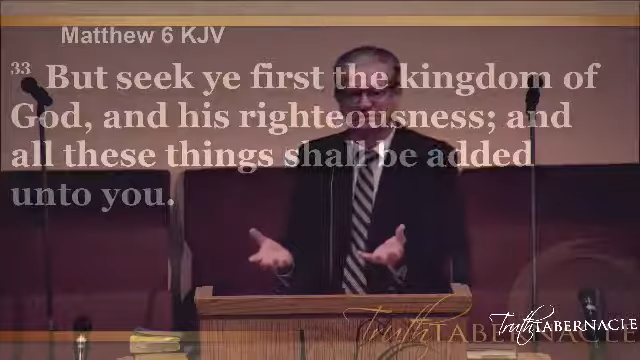 Matthew 6 KJV
33 But seek ye first the kingdom of
God, and his righteousness; and
all these things shall be added
unto you.
TruthTABERNACLE
TruthTABERNACLE